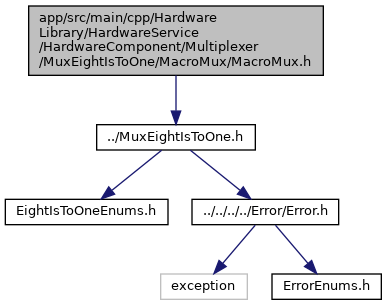 app/src/main/cpp/Hardware
Library/HardwareService
/HardwareComponent/Multiplexer
/MuxEightIsToOne/MacroMux/MacroMux.h
../MuxEightIsToOne.h
EightIsToOneEnums.h
../../../../Error/Error.h
exception
ErrorEnums.h